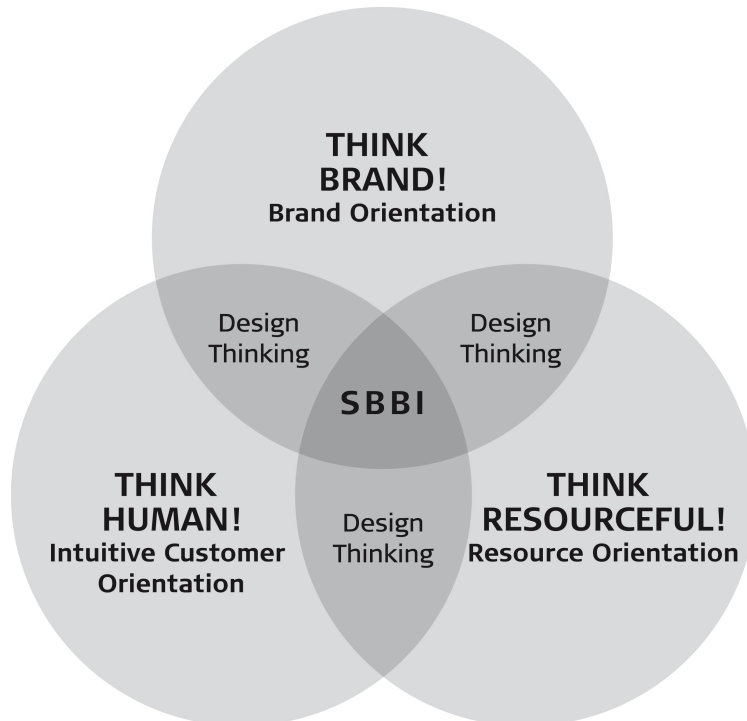 THINK
BRAND!
Brand Orientation
Design
Thinking
Design
Thinking
SBBI
THINK
HUMAN!
Intuitive Customer
Orientation
Design
Thinking
THINK
RESOURCEFUL!
Resource Orientation